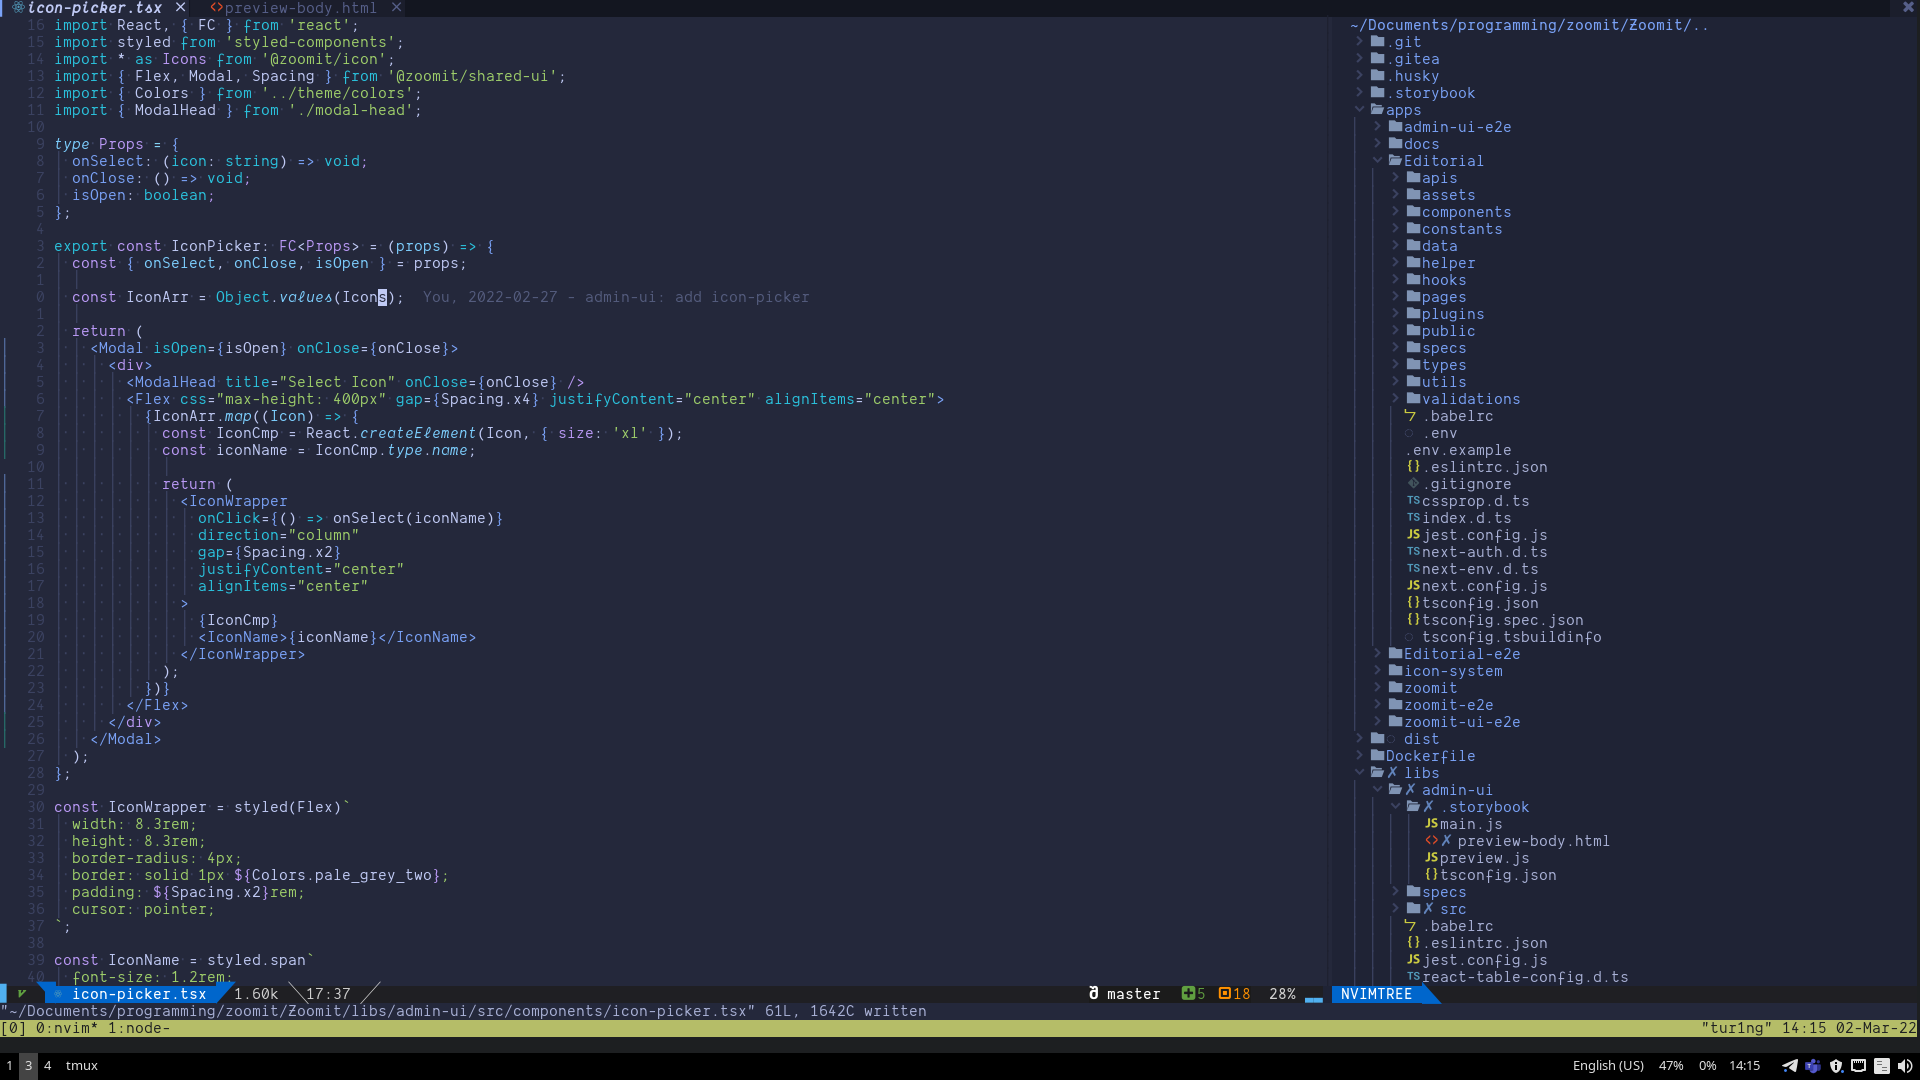 icon-picker.tsx × <>preview-body.html ×
16 import React, { FC } from 'react';
15 import styled from 'styled-components';
14 import * as Icons from '@zoomit/icon';
13 import { Flex, Modal, Spacing } from '@zoomit/shared-ui';
12 import { Colors } from '../theme/colors';
11 import { ModalHead } from './modal-head';
10
9 type Props = {
8 onSelect: (icon: string) => void;
7 onClose: () => void;
6 isOpen: boolean;
5 };
4
3 export const IconPicker: FC<Props> = (props) => {
2 const { onSelect, onClose, isOpen } = props;
1
0 const IconArr = Object.values(Icons); You, 2022-02-27 - admin-ui: add icon-picker
1
2 return (
3 <Modal isOpen={isOpen} onClose={onClose}>
4 <div>
5 <ModalHead title="Select Icon" onClose={onClose} />
6 <Flex css="max-height: 400px" gap={Spacing.x4} justifyContent="center" alignItems="center">
7 {IconArr.map((Icon) => {
8 const IconCmp = React.createElement(Icon, { size: 'xl' });
9 const iconName = IconCmp.type.name;
10
11 return (
12 <IconWrapper
13 onClick={() => onSelect(iconName)}
14 direction="column"
15 gap={Spacing.x2}
16 justifyContent="center"
17 alignItems="center"
18 >
19 {IconCmp}
20 <IconName>{iconName}</IconName>
21 </IconWrapper>
22 );
23 })}
24 </Flex>
25 </div>
26 </Modal>
27 );
28 };
29
30 const IconWrapper = styled(Flex)`
31 width: 8.3rem;
32 height: 8.3rem;
33 border-radius: 4px;
34 border: solid 1px ${Colors.pale_grey_two};
35 padding: ${Spacing.x2}rem;
36 cursor: pointer;
37 `;
38
39 const IconName = styled.span`
40 font-size: 1.2rem;
~/Documents/programming/zoomit/Zoomit/..
.git
.gitea
.husky
.storybook
apps
admin-ui-e2e
docs
Editorial
apis
assets
components
constants
data
helper
hooks
pages
plugins
public
specs
types
utils
validations
.babelrc
.env
.env.example
{}.eslintrc.json
.gitignore
TS cssprop.d.ts
TS index.d.ts
JS jest.config.js
TS next-auth.d.ts
TS next-env.d.ts
JS next.config.js
{}tsconfig.json
{}tsconfig.spec.json
tsconfig.tsbuildinfo
Editorial-e2e
icon-system
zoomit
zoomit-e2e
zoomit-ui-e2e
dist
Dockerfile
✗ libs
✗ admin-ui
✗ .storybook
JS main.js
<>✗ preview-body.html
JS preview.js
{}tsconfig.json
specs
✗ src
.babelrc
{}.eslintrc.json
JS jest.config.js
TS react-table-config.d.ts
icon-picker.tsx 1.60k 17:37 master 5 18 28% NVIMTREE
"~/Documents/programming/zoomit/Zoomit/libs/admin-ui/src/components/icon-picker.tsx" 61L, 1642C written
[0] 0:nvim* 1:node- "tur1ng" 14:15 02-Mar-22
1 3 4 tmux English (US) 47% 0% 14:15